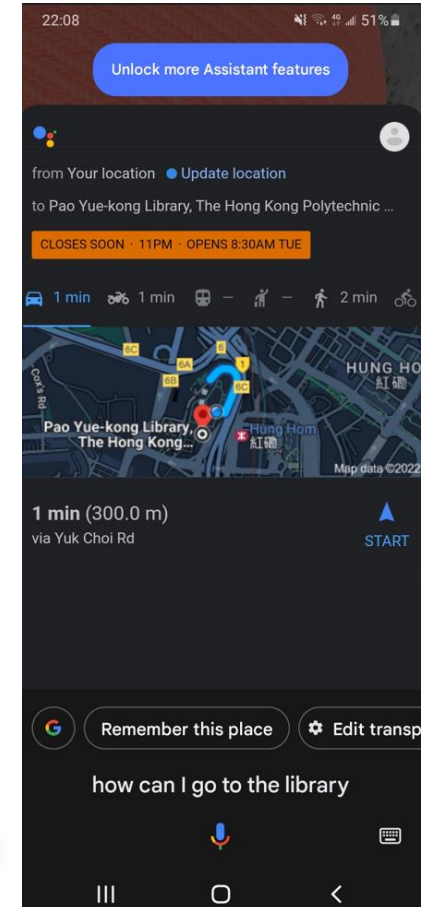 22:08 4G 51%
Unlock more Assistant features
from Your location Update location
to Pao Yue-kong Library, The Hong Kong Polytechnic ...
CLOSES SOON · 11PM · OPENS 8:30AM TUE
1 min 1 min – – 2 min
6C 6
6A 1
6B 6C
Cox's Rd
HUNG HO
紅磡
Pao Yue-kong Library,
The Hong Kong...
Hung Hom
紅磡
Map data ©2022
1 min (300.0 m)
via Yuk Choi Rd
START
G Remember this place Edit transp
how can I go to the library